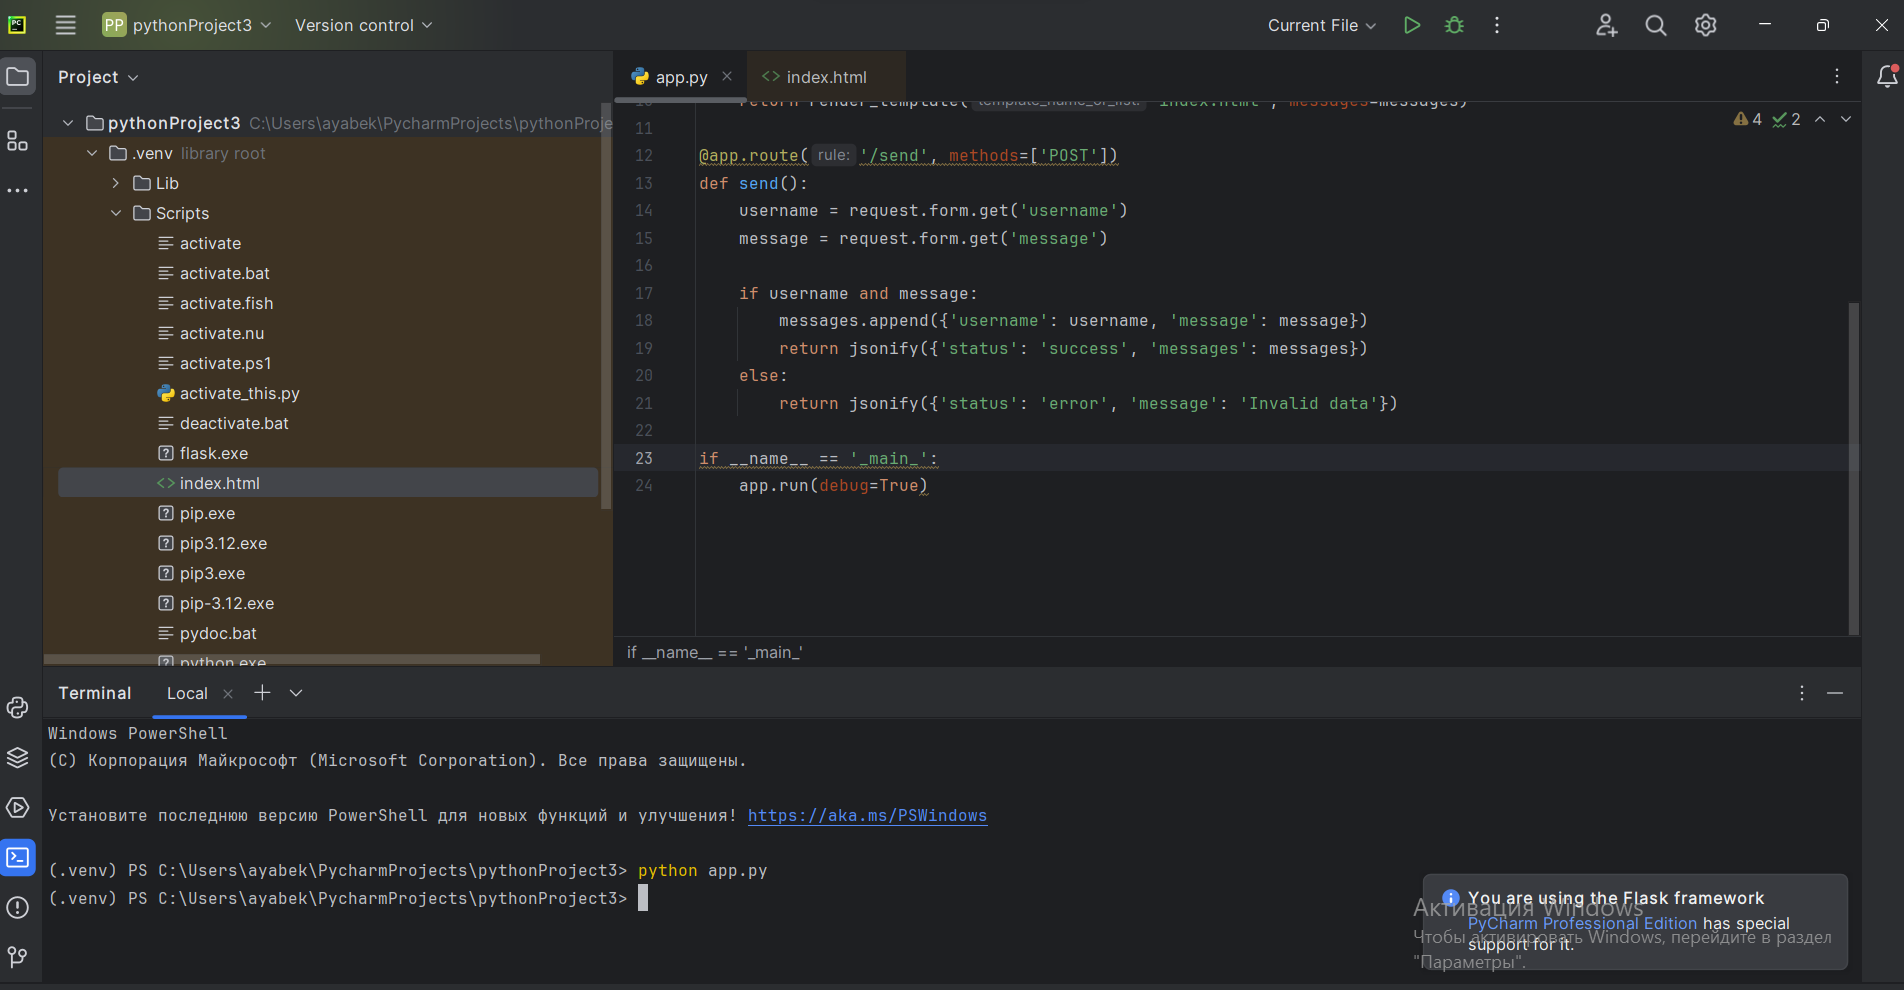 PC
PP pythonProject3
Version control
Current File
Project
app.py
index.html
pythonProject3 C:\Users\ayabek\PycharmProjects\pythonProje
.venv library root
Lib
Scripts
activate
activate.bat
activate.fish
activate.nu
activate.ps1
activate_this.py
deactivate.bat
flask.exe
index.html
pip.exe
pip3.12.exe
pip3.exe
pip-3.12.exe
pydoc.bat
python.exe
10 return render_template( template_name_or_list: 'index.html', messages=messages)
11
12 @app.route( rule: '/send', methods=['POST'])
13 def send():
14 username = request.form.get('username')
15 message = request.form.get('message')
16
17 if username and message:
18 messages.append({'username': username, 'message': message})
19 return jsonify({'status': 'success', 'messages': messages})
20 else:
21 return jsonify({'status': 'error', 'message': 'Invalid data'})
22
23 if __name__ == '_main_':
24 app.run(debug=True)
4 2
if __name__ == '_main_'
Terminal
Local
Windows PowerShell
(C) Корпорация Майкрософт (Microsoft Corporation). Все права защищены.
Установите последнюю версию PowerShell для новых функций и улучшения! https://aka.ms/PSWindows
(.venv) PS C:\Users\ayabek\PycharmProjects\pythonProject3> python app.py
(.venv) PS C:\Users\ayabek\PycharmProjects\pythonProject3>
You are using the Flask framework
PyCharm Professional Edition has special
support for it.
Активация Windows
Чтобы активировать Windows, перейдите в раздел
"Параметры".